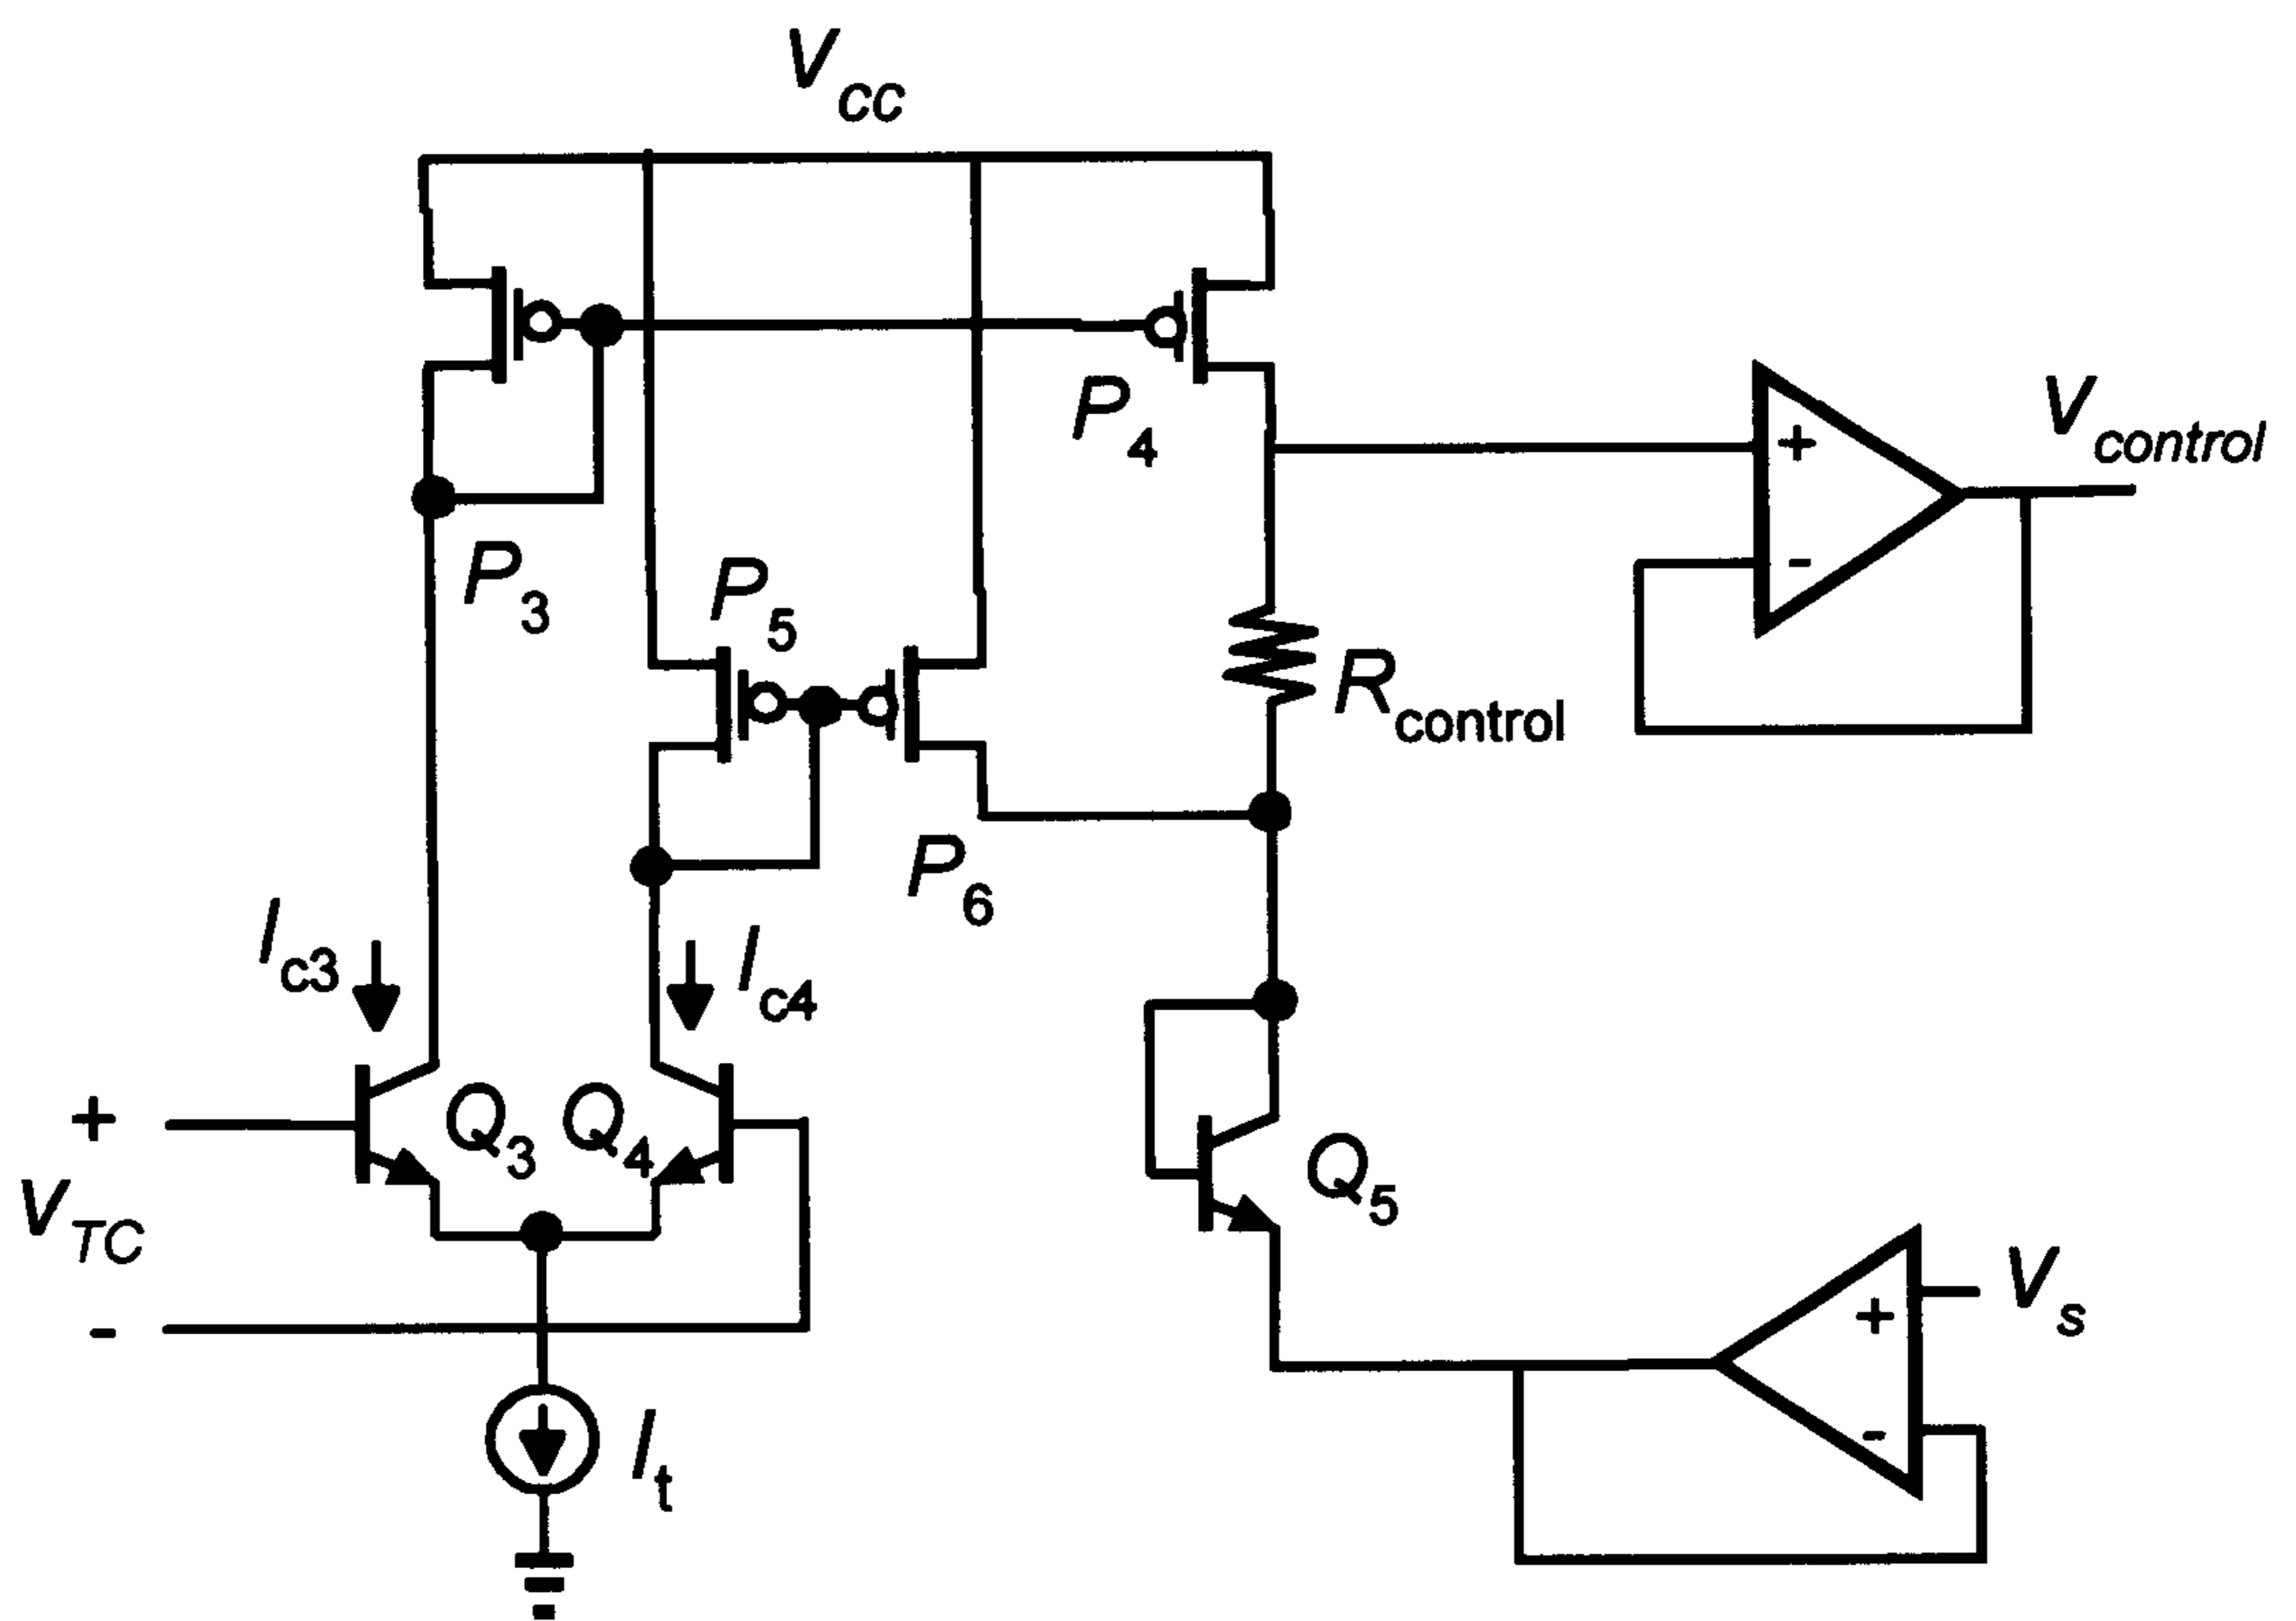 Vcc
P4
+
-
Vcontrol
P3
P5
Rcontrol
P6
Ic3
Ic4
+
VTC
-
Q3
Q4
Q5
It
+
-
Vs